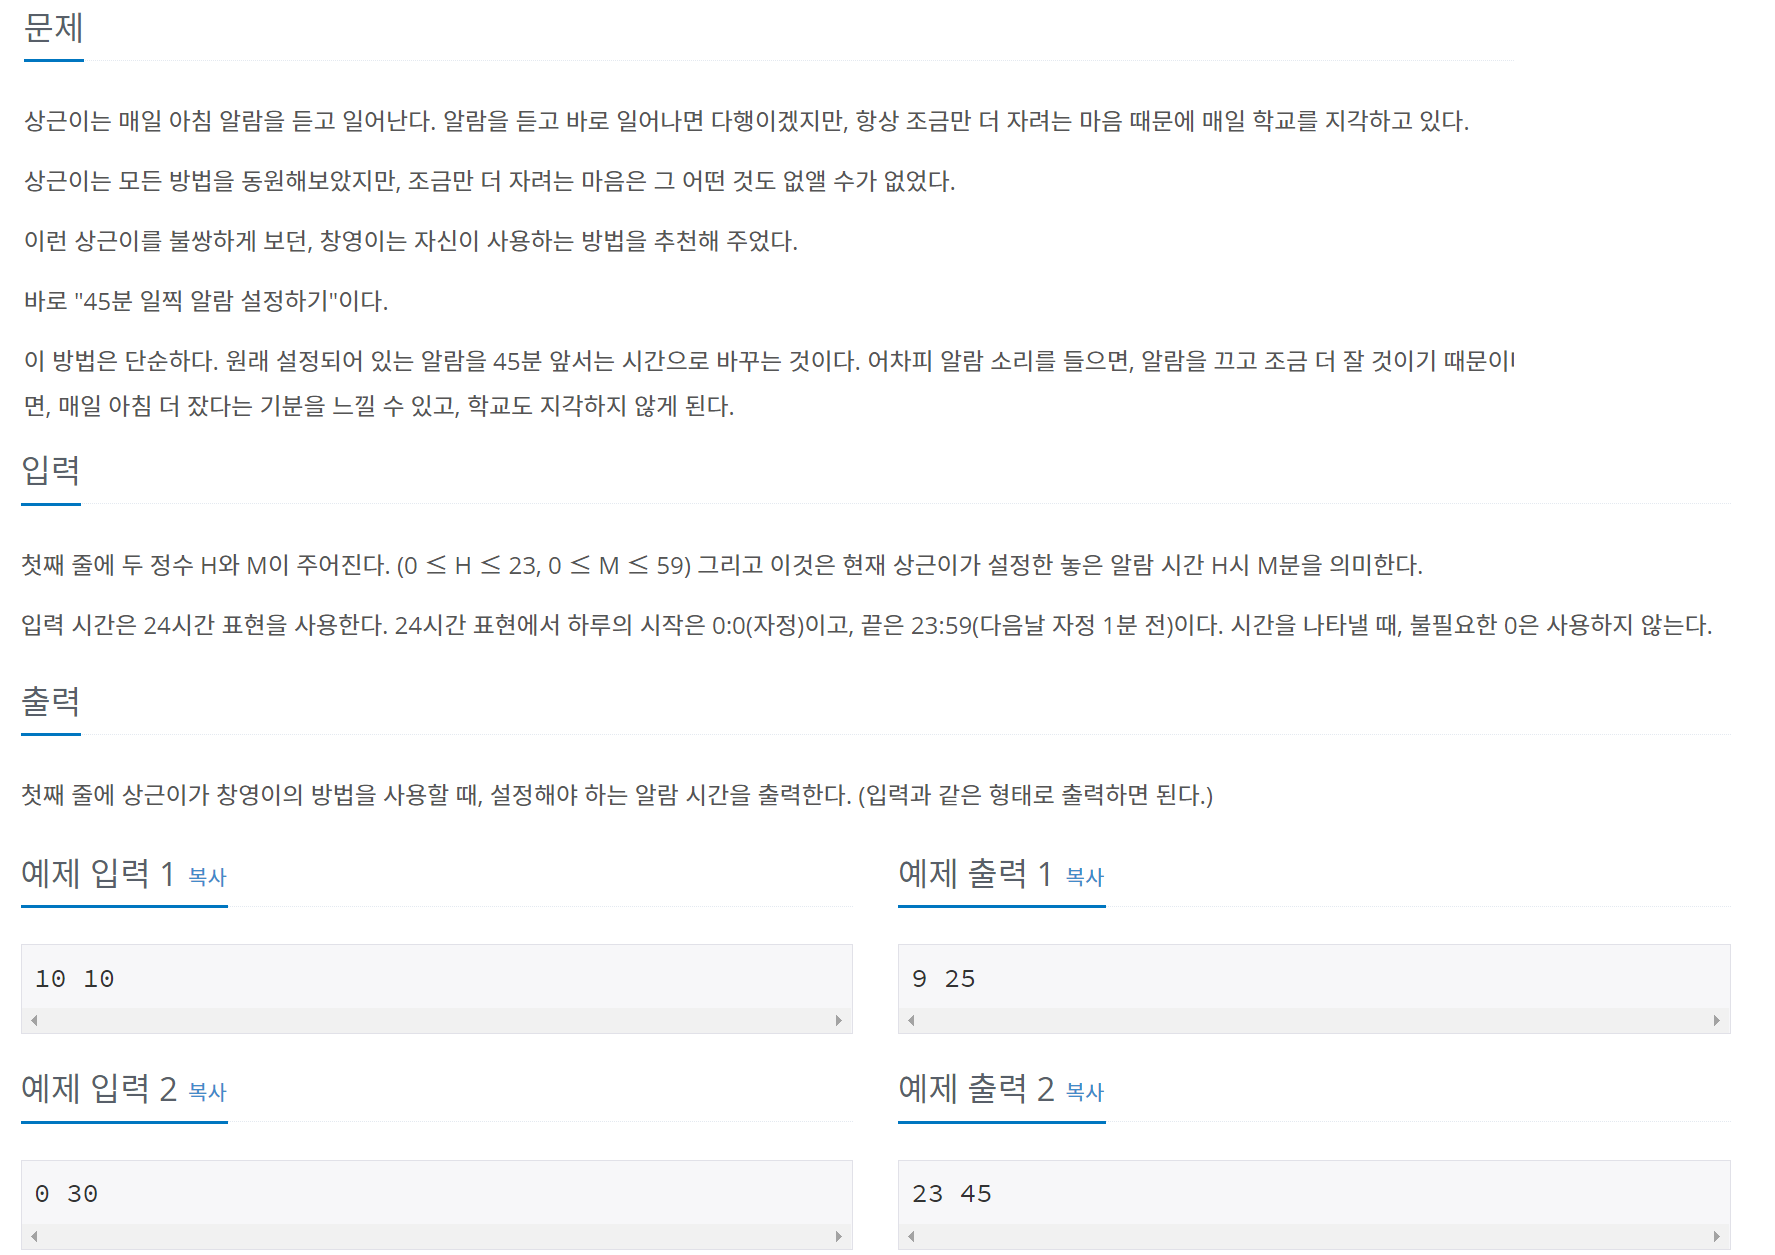 문제
상근이는 매일 아침 알람을 듣고 일어난다. 알람을 듣고 바로 일어나면 다행이겠지만, 항상 조금만 더 자려는 마음 때문에 매일 학교를 지각하고 있다.
상근이는 모든 방법을 동원해보았지만, 조금만 더 자려는 마음은 그 어떤 것도 없앨 수가 없었다.
이런 상근이를 불쌍하게 보던, 창영이는 자신이 사용하는 방법을 추천해 주었다.
바로 "45분 일찍 알람 설정하기"이다.
이 방법은 단순하다. 원래 설정되어 있는 알람을 45분 앞서는 시간으로 바꾸는 것이다. 어차피 알람 소리를 들으면, 알람을 끄고 조금 더 잘 것이기 때문이
면, 매일 아침 더 잤다는 기분을 느낄 수 있고, 학교도 지각하지 않게 된다.
입력
첫째 줄에 두 정수 H와 M이 주어진다. (0 ≤ H ≤ 23, 0 ≤ M ≤ 59) 그리고 이것은 현재 상근이가 설정한 놓은 알람 시간 H시 M분을 의미한다.
입력 시간은 24시간 표현을 사용한다. 24시간 표현에서 하루의 시작은 0:0(자정)이고, 끝은 23:59(다음날 자정 1분 전)이다. 시간을 나타낼 때, 불필요한 0은 사용하지 않는다.
출력
첫째 줄에 상근이가 창영이의 방법을 사용할 때, 설정해야 하는 알람 시간을 출력한다. (입력과 같은 형태로 출력하면 된다.)
예제 입력 1 복사
예제 출력 1 복사
10 10
9 25
예제 입력 2 복사
예제 출력 2 복사
0 30
23 45